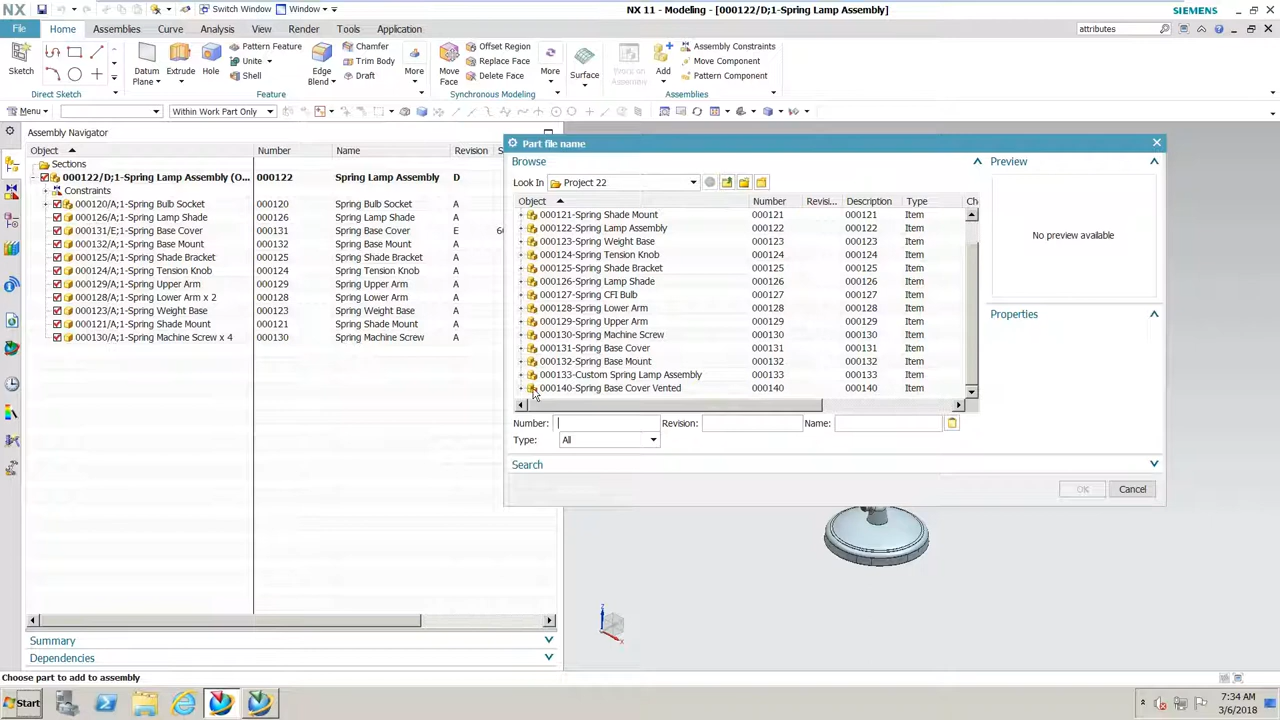 NX Switch Window Window NX 11 - Modeling - [000122/D;1-Spring Lamp Assembly] SIEMENS
File Home Assemblies Curve Analysis View Render Tools Application attributes
Sketch Datum Plane Extrude Hole Pattern Feature Unite Shell Edge Blend Chamfer Trim Body Draft More Move Face Offset Region Replace Face Delete Face More Surface Work on Assembly Add Assembly Constraints Move Component Pattern Component
Direct Sketch Feature Synchronous Modeling Assemblies
Menu Within Work Part Only
Assembly Navigator
Object Number Name Revision S
Sections
000122/D;1-Spring Lamp Assembly (O... 000122 Spring Lamp Assembly D
Constraints
000120/A;1-Spring Bulb Socket 000120 Spring Bulb Socket A
000126/A;1-Spring Lamp Shade 000126 Spring Lamp Shade A
000131/E;1-Spring Base Cover 000131 Spring Base Cover E 6
000132/A;1-Spring Base Mount 000132 Spring Base Mount A
000125/A;1-Spring Shade Bracket 000125 Spring Shade Bracket A
000124/A;1-Spring Tension Knob 000124 Spring Tension Knob A
000129/A;1-Spring Upper Arm 000129 Spring Upper Arm A
000128/A;1-Spring Lower Arm x 2 000128 Spring Lower Arm A
000123/A;1-Spring Weight Base 000123 Spring Weight Base A
000121/A;1-Spring Shade Mount 000121 Spring Shade Mount A
000130/A;1-Spring Machine Screw x 4 000130 Spring Machine Screw A
Summary
Dependencies
Part file name
Browse
Look In Project 22
Object Number Revisi... Description Type Ch
000121-Spring Shade Mount 000121 000121 Item
000122-Spring Lamp Assembly 000122 000122 Item
000123-Spring Weight Base 000123 000123 Item
000124-Spring Tension Knob 000124 000124 Item
000125-Spring Shade Bracket 000125 000125 Item
000126-Spring Lamp Shade 000126 000126 Item
000127-Spring CFl Bulb 000127 000127 Item
000128-Spring Lower Arm 000128 000128 Item
000129-Spring Upper Arm 000129 000129 Item
000130-Spring Machine Screw 000130 000130 Item
000131-Spring Base Cover 000131 000131 Item
000132-Spring Base Mount 000132 000132 Item
000133-Custom Spring Lamp Assembly 000133 000133 Item
000140-Spring Base Cover Vented 000140 000140 Item
Number: Revision: Name:
Type: All
Search
Preview
No preview available
Properties
OK Cancel
Choose part to add to assembly
Start 7:34 AM
3/6/2018